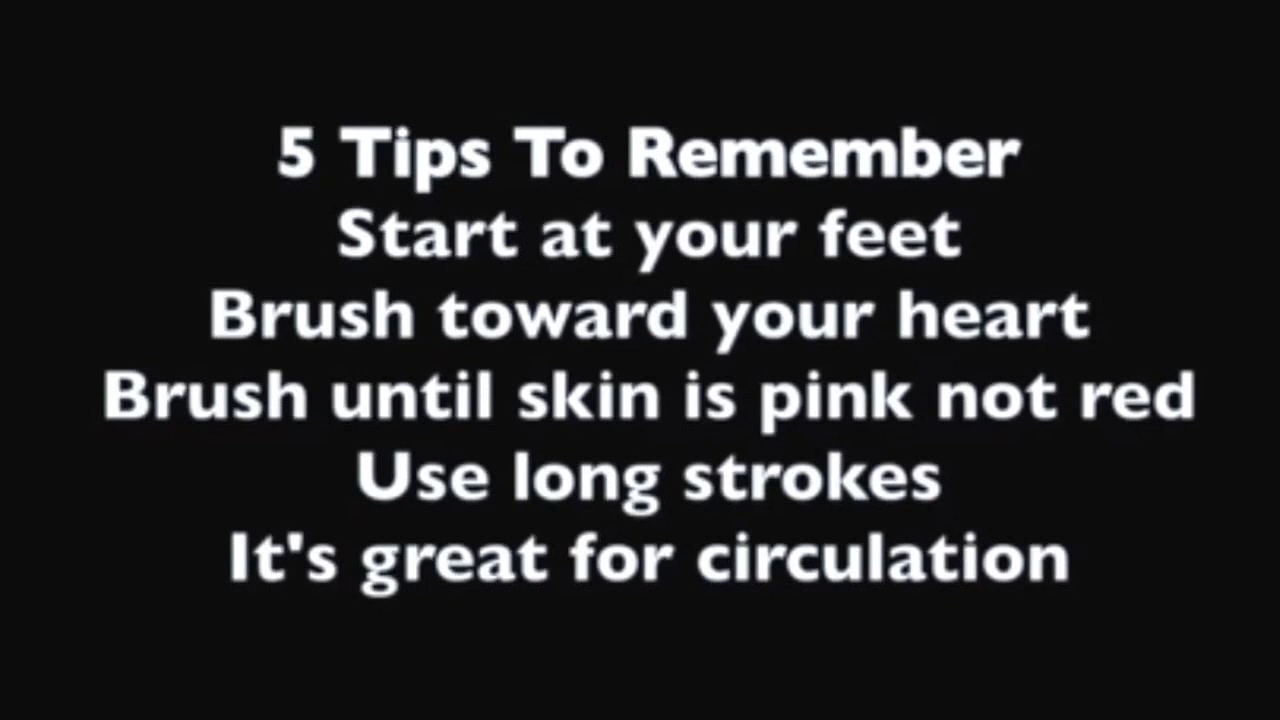 5 Tips To Remember
Start at your feet
Brush toward your heart
Brush until skin is pink not red
Use long strokes
It's great for circulation